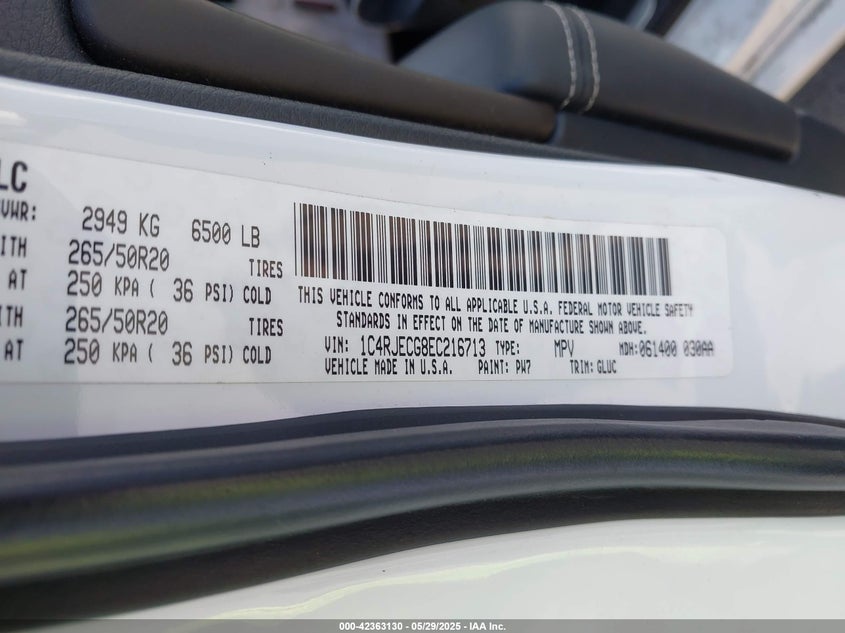 LC
VWR: 2949 KG 6500 LB
ITH 265/50R20 TIRES
AT 250 KPA ( 36 PSI) COLD
ITH 265/50R20 TIRES
AT 250 KPA ( 36 PSI) COLD
THIS VEHICLE CONFORMS TO ALL APPLICABLE U.S.A. FEDERAL MOTOR VEHICLE SAFETY
STANDARDS IN EFFECT ON THE DATE OF MANUFACTURE SHOWN ABOVE.
VIN: 1C4RJECG8EC216713 TYPE: MPV MDH:061400 030AA
VEHICLE MADE IN U.S.A. PAINT: PW7 TRIM: GLUC
000-42363130 - 05/29/2025 - IAA Inc.